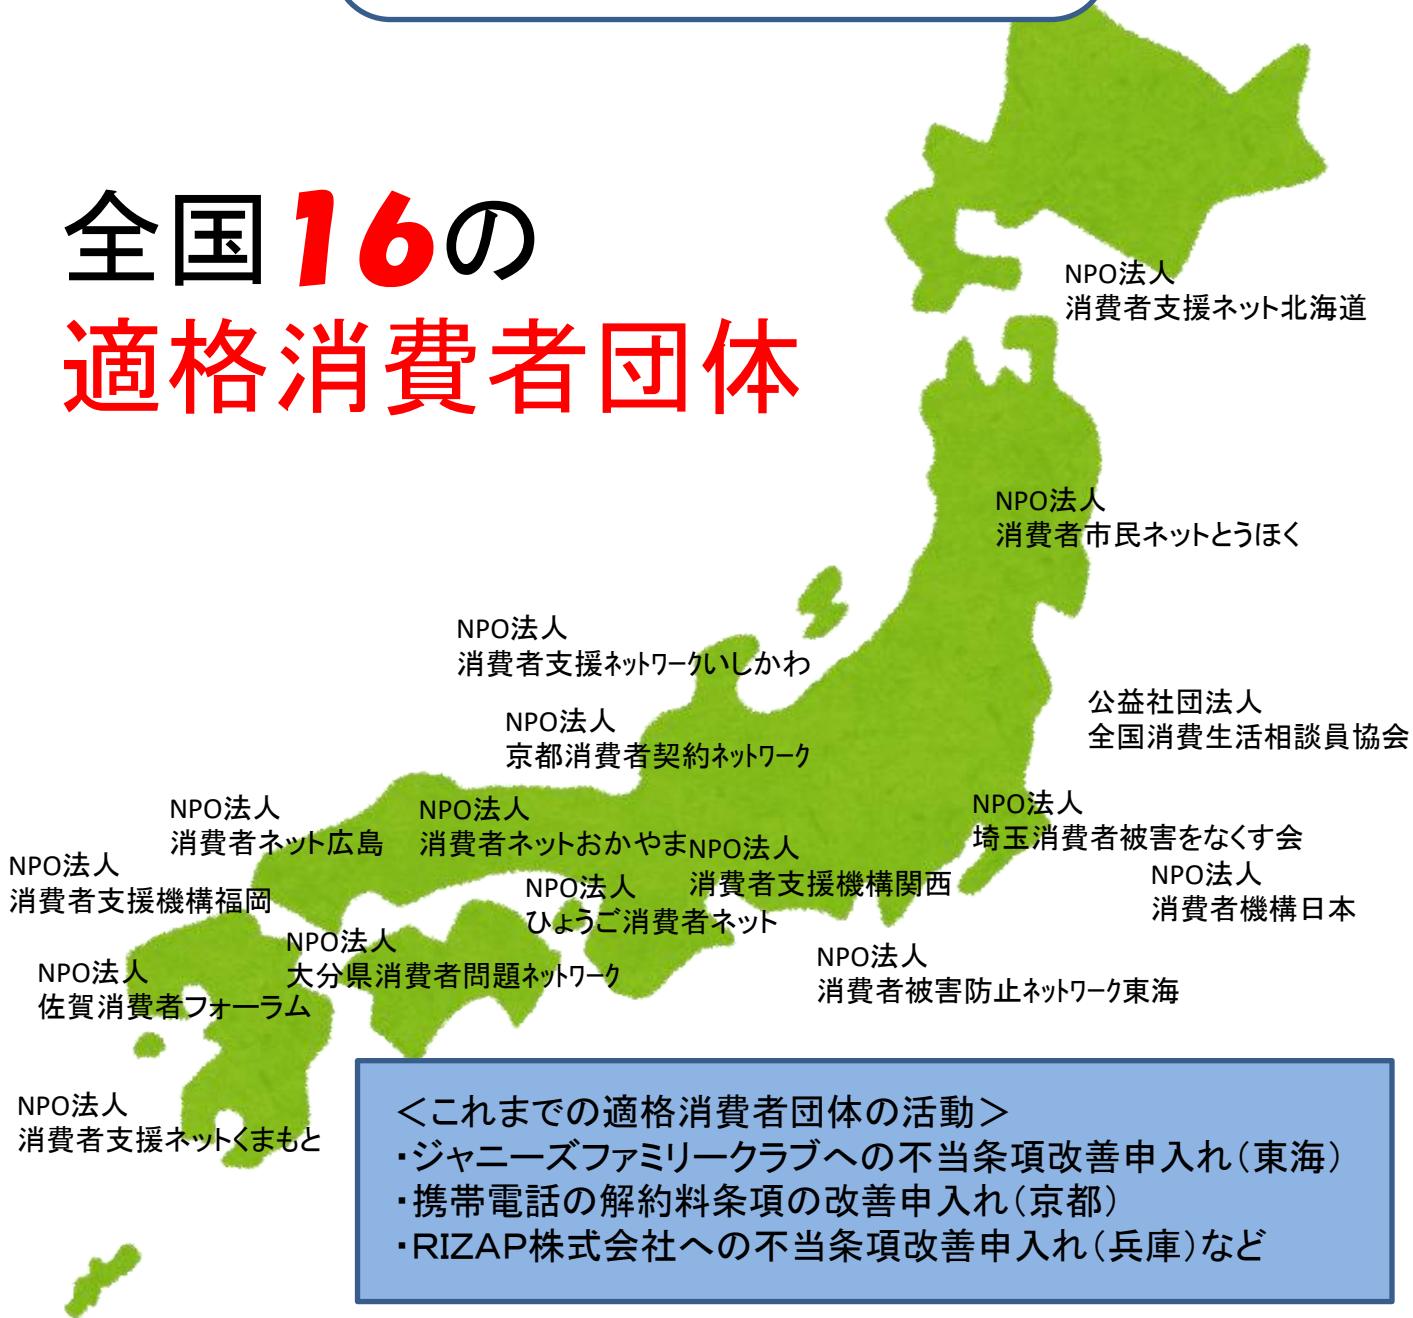 全国16の
適格消費者団体
NPO法人
消費者支援ネット北海道
NPO法人
消費者市民ネットとうほく
NPO法人
消費者支援ネットワークいしかわ
公益社団法人
全国消費生活相談員協会
NPO法人
京都消費者契約ネットワーク
NPO法人
消費者ネット広島
NPO法人
消費者ネットおかやま
NPO法人
埼玉消費者被害をなくす会
NPO法人
消費者支援機構関西
NPO法人
消費者支援機構福岡
NPO法人
ひょうご消費者ネット
NPO法人
消費者機構日本
NPO法人
大分県消費者問題ネットワーク
NPO法人
消費者被害防止ネットワーク東海
NPO法人
佐賀消費者フォーラム
NPO法人
消費者支援ネットくまもと
＜これまでの適格消費者団体の活動＞
・ジャニーズファミリークラブへの不当条項改善申入れ（東海）
・携帯電話の解約料条項の改善申入れ（京都）
・RIZAP株式会社への不当条項改善申入れ（兵庫）など